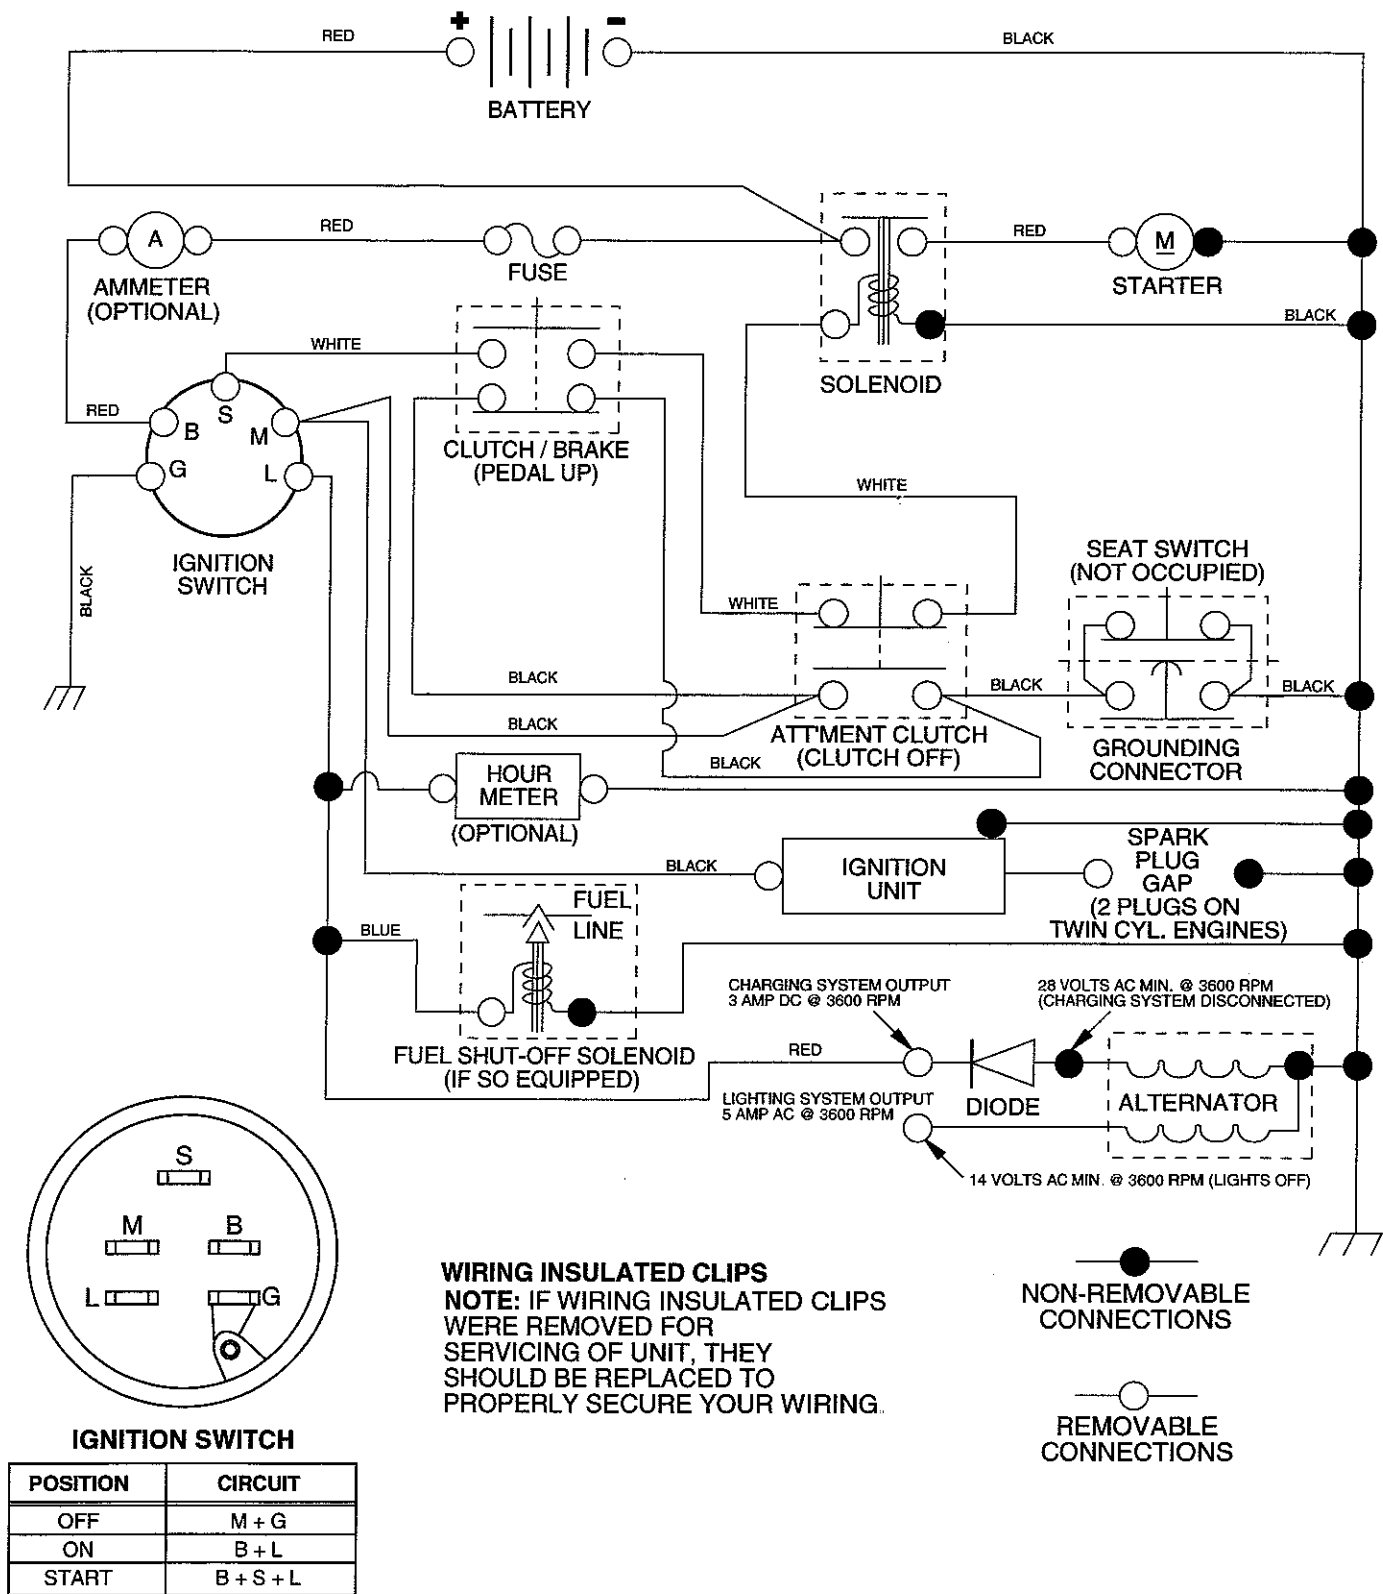 + -
RED
BLACK
BATTERY
A
RED
RED
M
AMMETER
(OPTIONAL)
FUSE
STARTER
WHITE
BLACK
SOLENOID
RED
B
S
M
G
L
CLUTCH / BRAKE
(PEDAL UP)
WHITE
IGNITION
SWITCH
BLACK
SEAT SWITCH
(NOT OCCUPIED)
WHITE
BLACK
BLACK
BLACK
BLACK
ATT'MENT CLUTCH
(CLUTCH OFF)
BLACK
GROUNDING
CONNECTOR
HOUR
METER
(OPTIONAL)
BLACK
IGNITION
UNIT
SPARK
PLUG
GAP
(2 PLUGS ON
TWIN CYL. ENGINES)
FUEL
LINE
BLUE
CHARGING SYSTEM OUTPUT
3 AMP DC @ 3600 RPM
28 VOLTS AC MIN. @ 3600 RPM
(CHARGING SYSTEM DISCONNECTED)
FUEL SHUT-OFF SOLENOID
(IF SO EQUIPPED)
RED
LIGHTING SYSTEM OUTPUT
5 AMP AC @ 3600 RPM
DIODE
ALTERNATOR
14 VOLTS AC MIN. @ 3600 RPM (LIGHTS OFF)
S
M
B
L
G
IGNITION SWITCH
WIRING INSULATED CLIPS
NOTE: IF WIRING INSULATED CLIPS
WERE REMOVED FOR
SERVICING OF UNIT, THEY
SHOULD BE REPLACED TO
PROPERLY SECURE YOUR WIRING.
NON-REMOVABLE
CONNECTIONS
REMOVABLE
CONNECTIONS
POSITION CIRCUIT
OFF M + G
ON B + L
START B + S + L